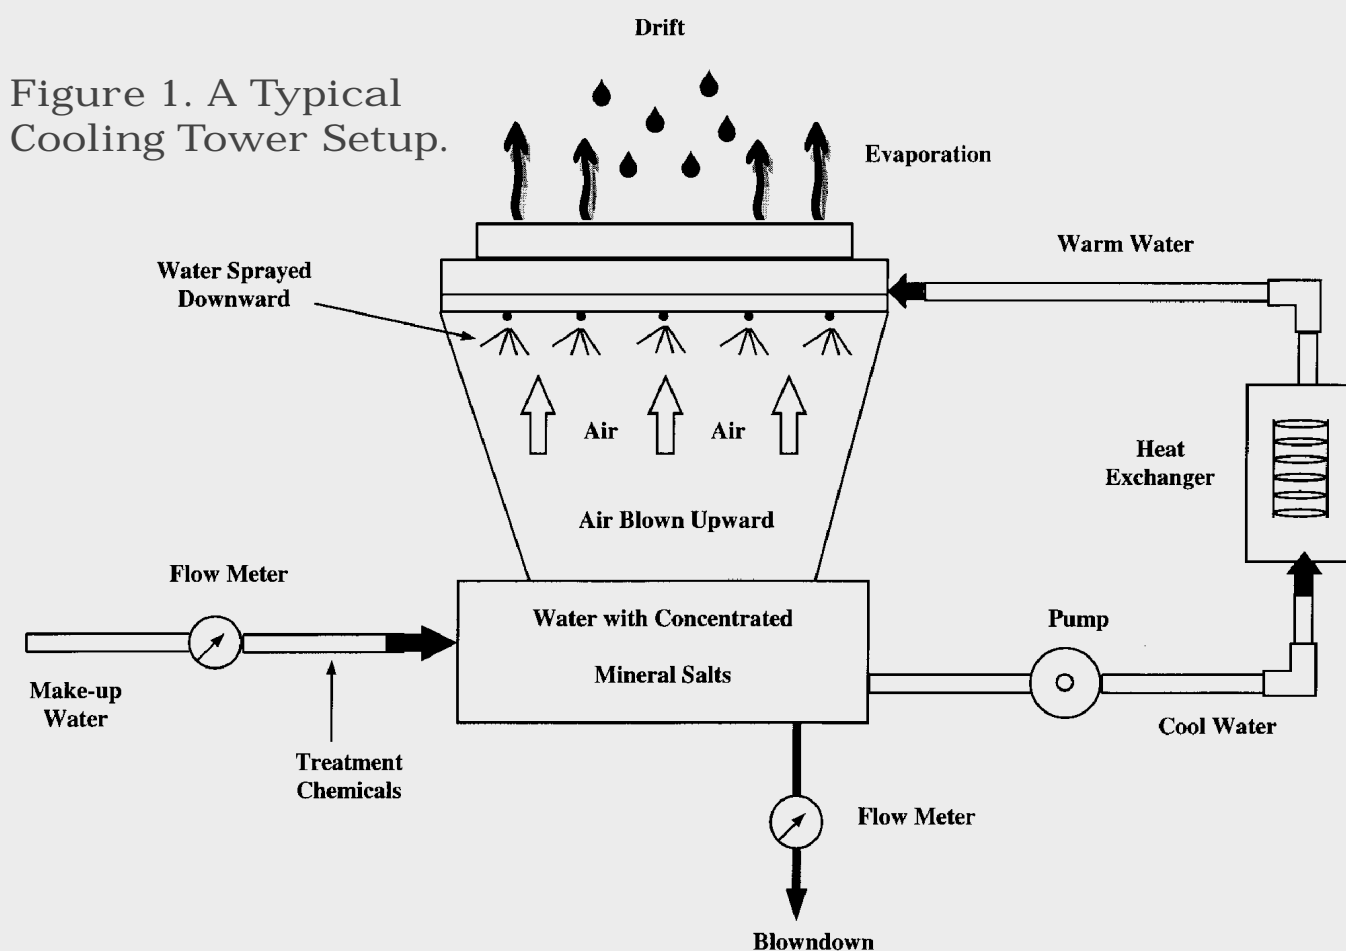 Drift
Figure 1. A Typical
Cooling Tower Setup.
Evaporation
Warm Water
Water Sprayed
Downward
Air
Air
Heat
Exchanger
Air Blown Upward
Flow Meter
Water with Concentrated
Mineral Salts
Pump
Make-up
Water
Cool Water
Treatment
Chemicals
Flow Meter
Blowndown